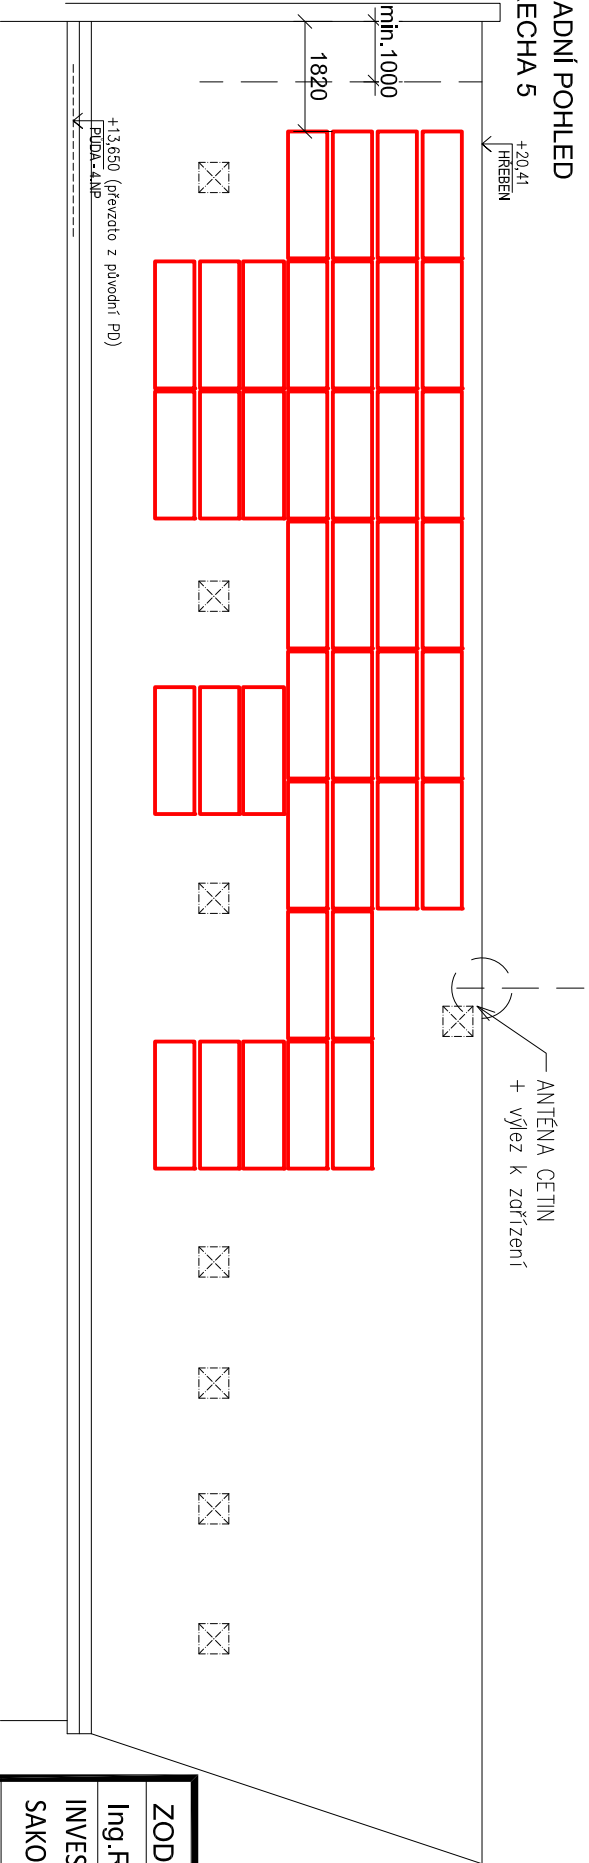 ADNÍ POHLED
LECHA 5
+20,41
HŘEBEN
min.1000
1820
+13,650 (převzato z původní PD)
PŮDA-4.NP
ANTÉNA CETIN
+ výlez k zařízení
ZOD
Ing.R
INVES
SAKO